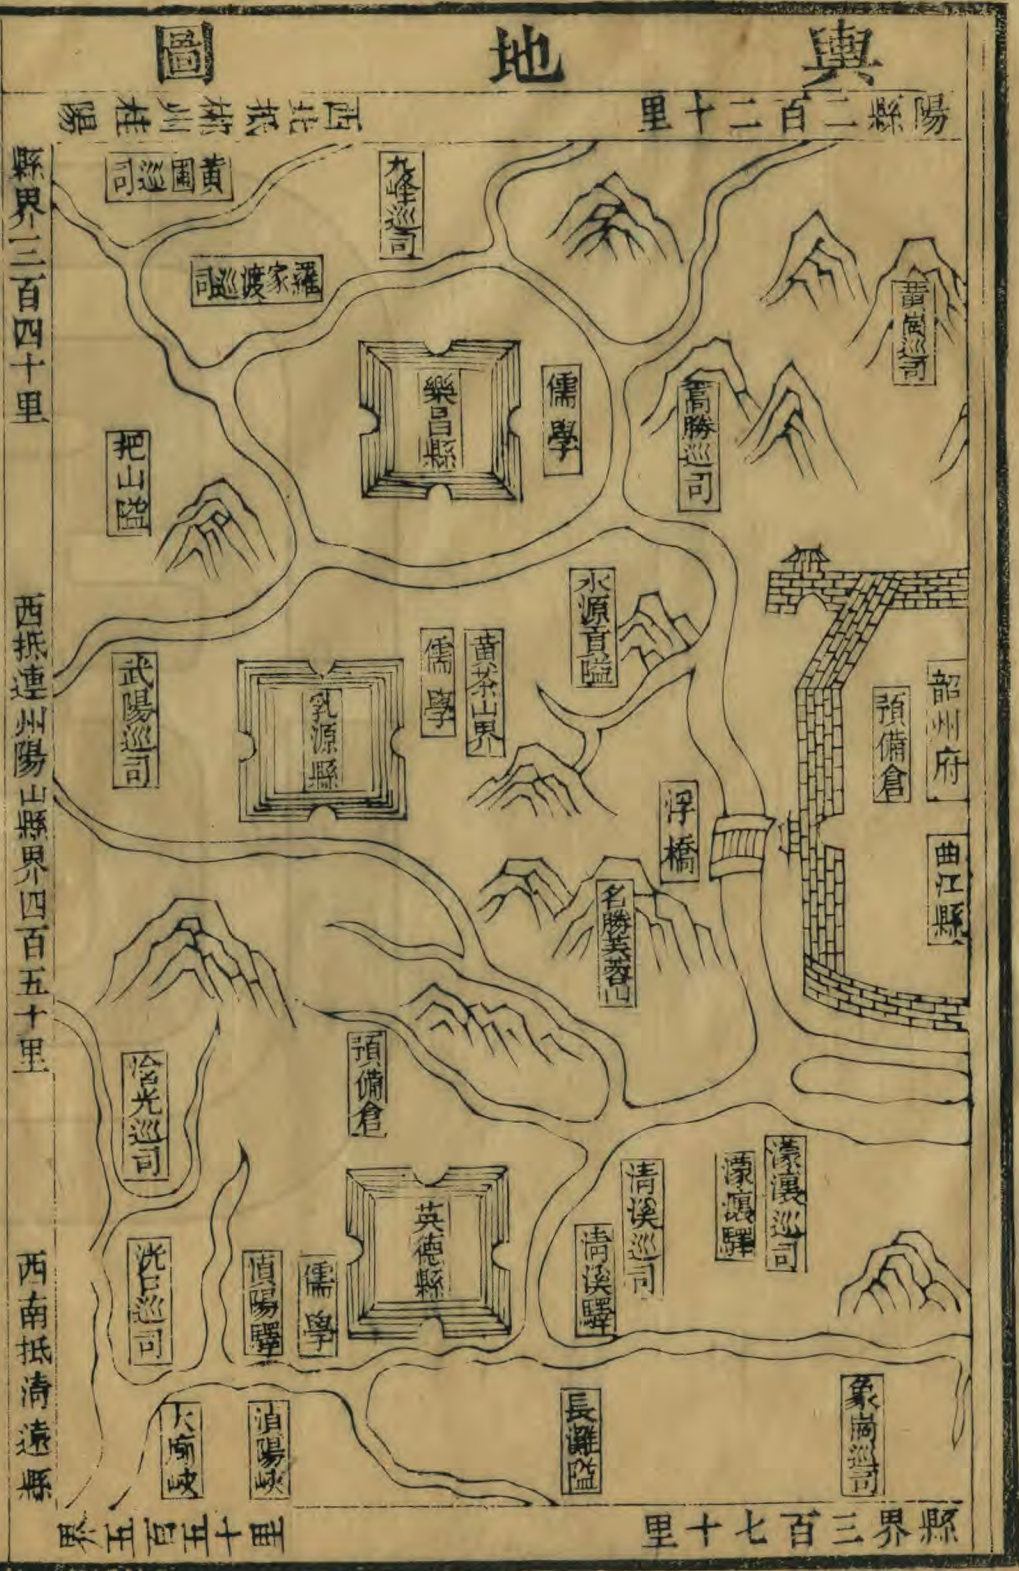 輿地圖
陽縣二百二十里
西北抵郴州桂陽
縣界三百四十里
西抵連州陽山縣界四百五十里
西南抵清遠縣
界五百五十里
縣界三百七十里
黃圃巡司
九峰巡司
羅家渡巡司
黃崗巡司
樂昌縣
儒學
高勝巡司
把山隘
水源貢隘
武陽巡司
乳源縣
儒學
黃茶山界
韶州府
預備倉
曲江縣
浮橋
名勝芙蓉山
洽光巡司
預備倉
英德縣
儒學
湞陽驛
洸口巡司
清溪巡司
清溪驛
濛𣸣驛
濛𣸣巡司
大廟峽
湞陽峽
長灘隘
象崗巡司